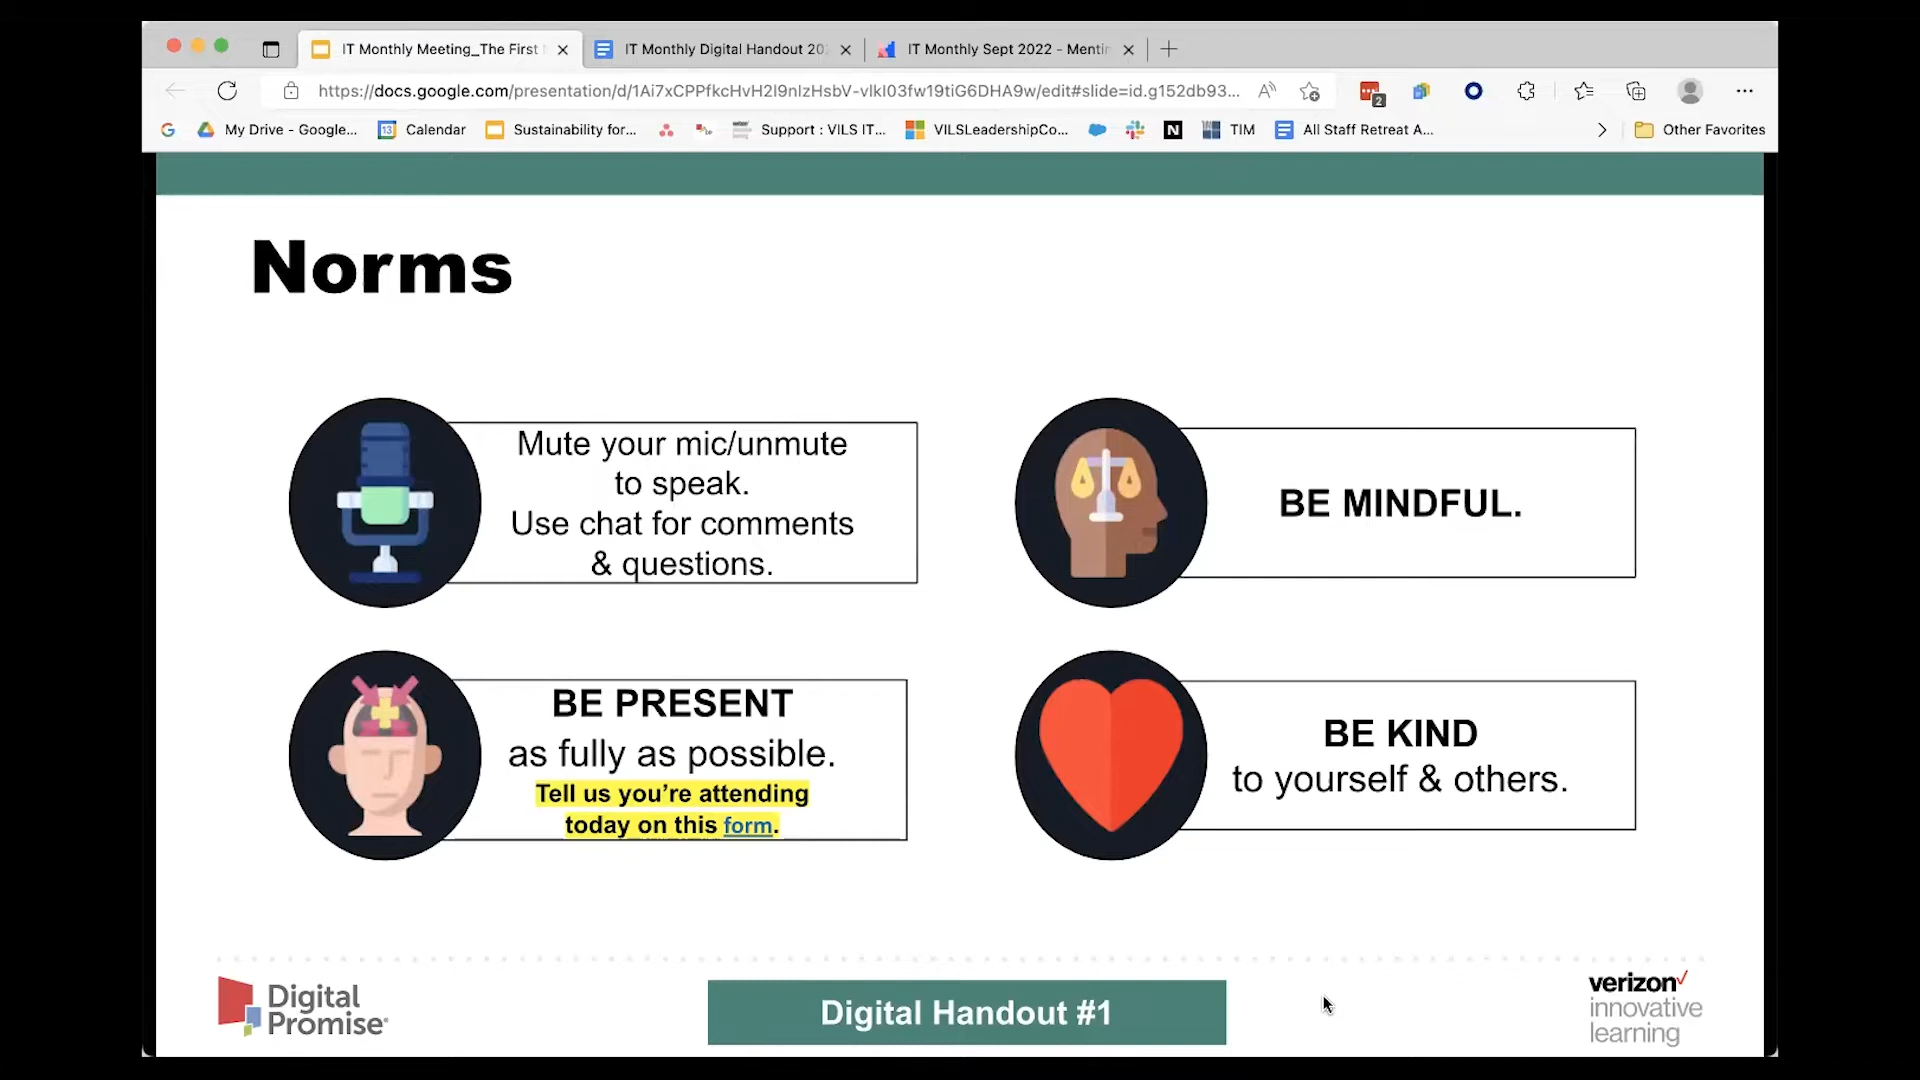 IT Monthly Meeting_The First
IT Monthly Digital Handout 20
IT Monthly Sept 2022 - Mentim
https://docs.google.com/presentation/d/1Ai7xCPPfkcHvH2l9nlzHsbV-vlkI03fw19tiG6DHA9w/edit#slide=id.g152db93...
2
G
My Drive - Google...
13
Calendar
Sustainability for...
Support : VILS IT...
VILSLeadershipCo...
N
TIM
All Staff Retreat A...
Other Favorites
Norms
Mute your mic/unmute
to speak.
Use chat for comments
& questions.
BE MINDFUL.
BE PRESENT
as fully as possible.
Tell us you’re attending
today on this form.
BE KIND
to yourself & others.
Digital
Promise
Digital Handout #1
verizon
innovative
learning